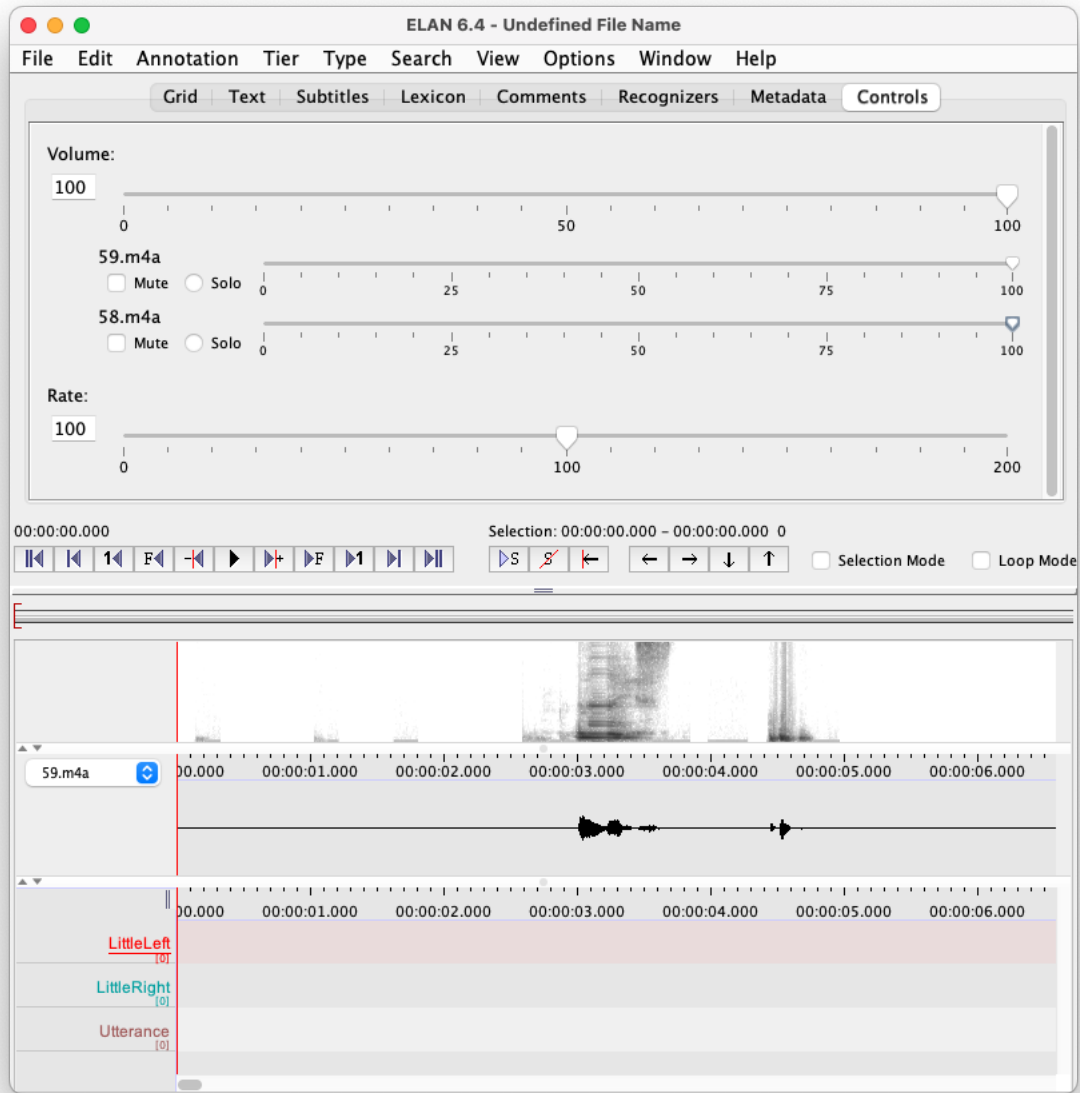 ELAN 6.4 - Undefined File Name
File Edit Annotation Tier Type Search View Options Window Help
Grid Text Subtitles Lexicon Comments Recognizers Metadata Controls
Volume:
100
0 50 100
59.m4a
Mute Solo 0 25 50 75 100
58.m4a
Mute Solo 0 25 50 75 100
Rate:
100
0 100 200
00:00:00.000 Selection: 00:00:00.000 – 00:00:00.000 0
1 F F 1 S S Selection Mode Loop Mode
59.m4a 00.000 00:00:01.000 00:00:02.000 00:00:03.000 00:00:04.000 00:00:05.000 00:00:06.000
00.000 00:00:01.000 00:00:02.000 00:00:03.000 00:00:04.000 00:00:05.000 00:00:06.000
LittleLeft
[0]
LittleRight
[0]
Utterance
[0]